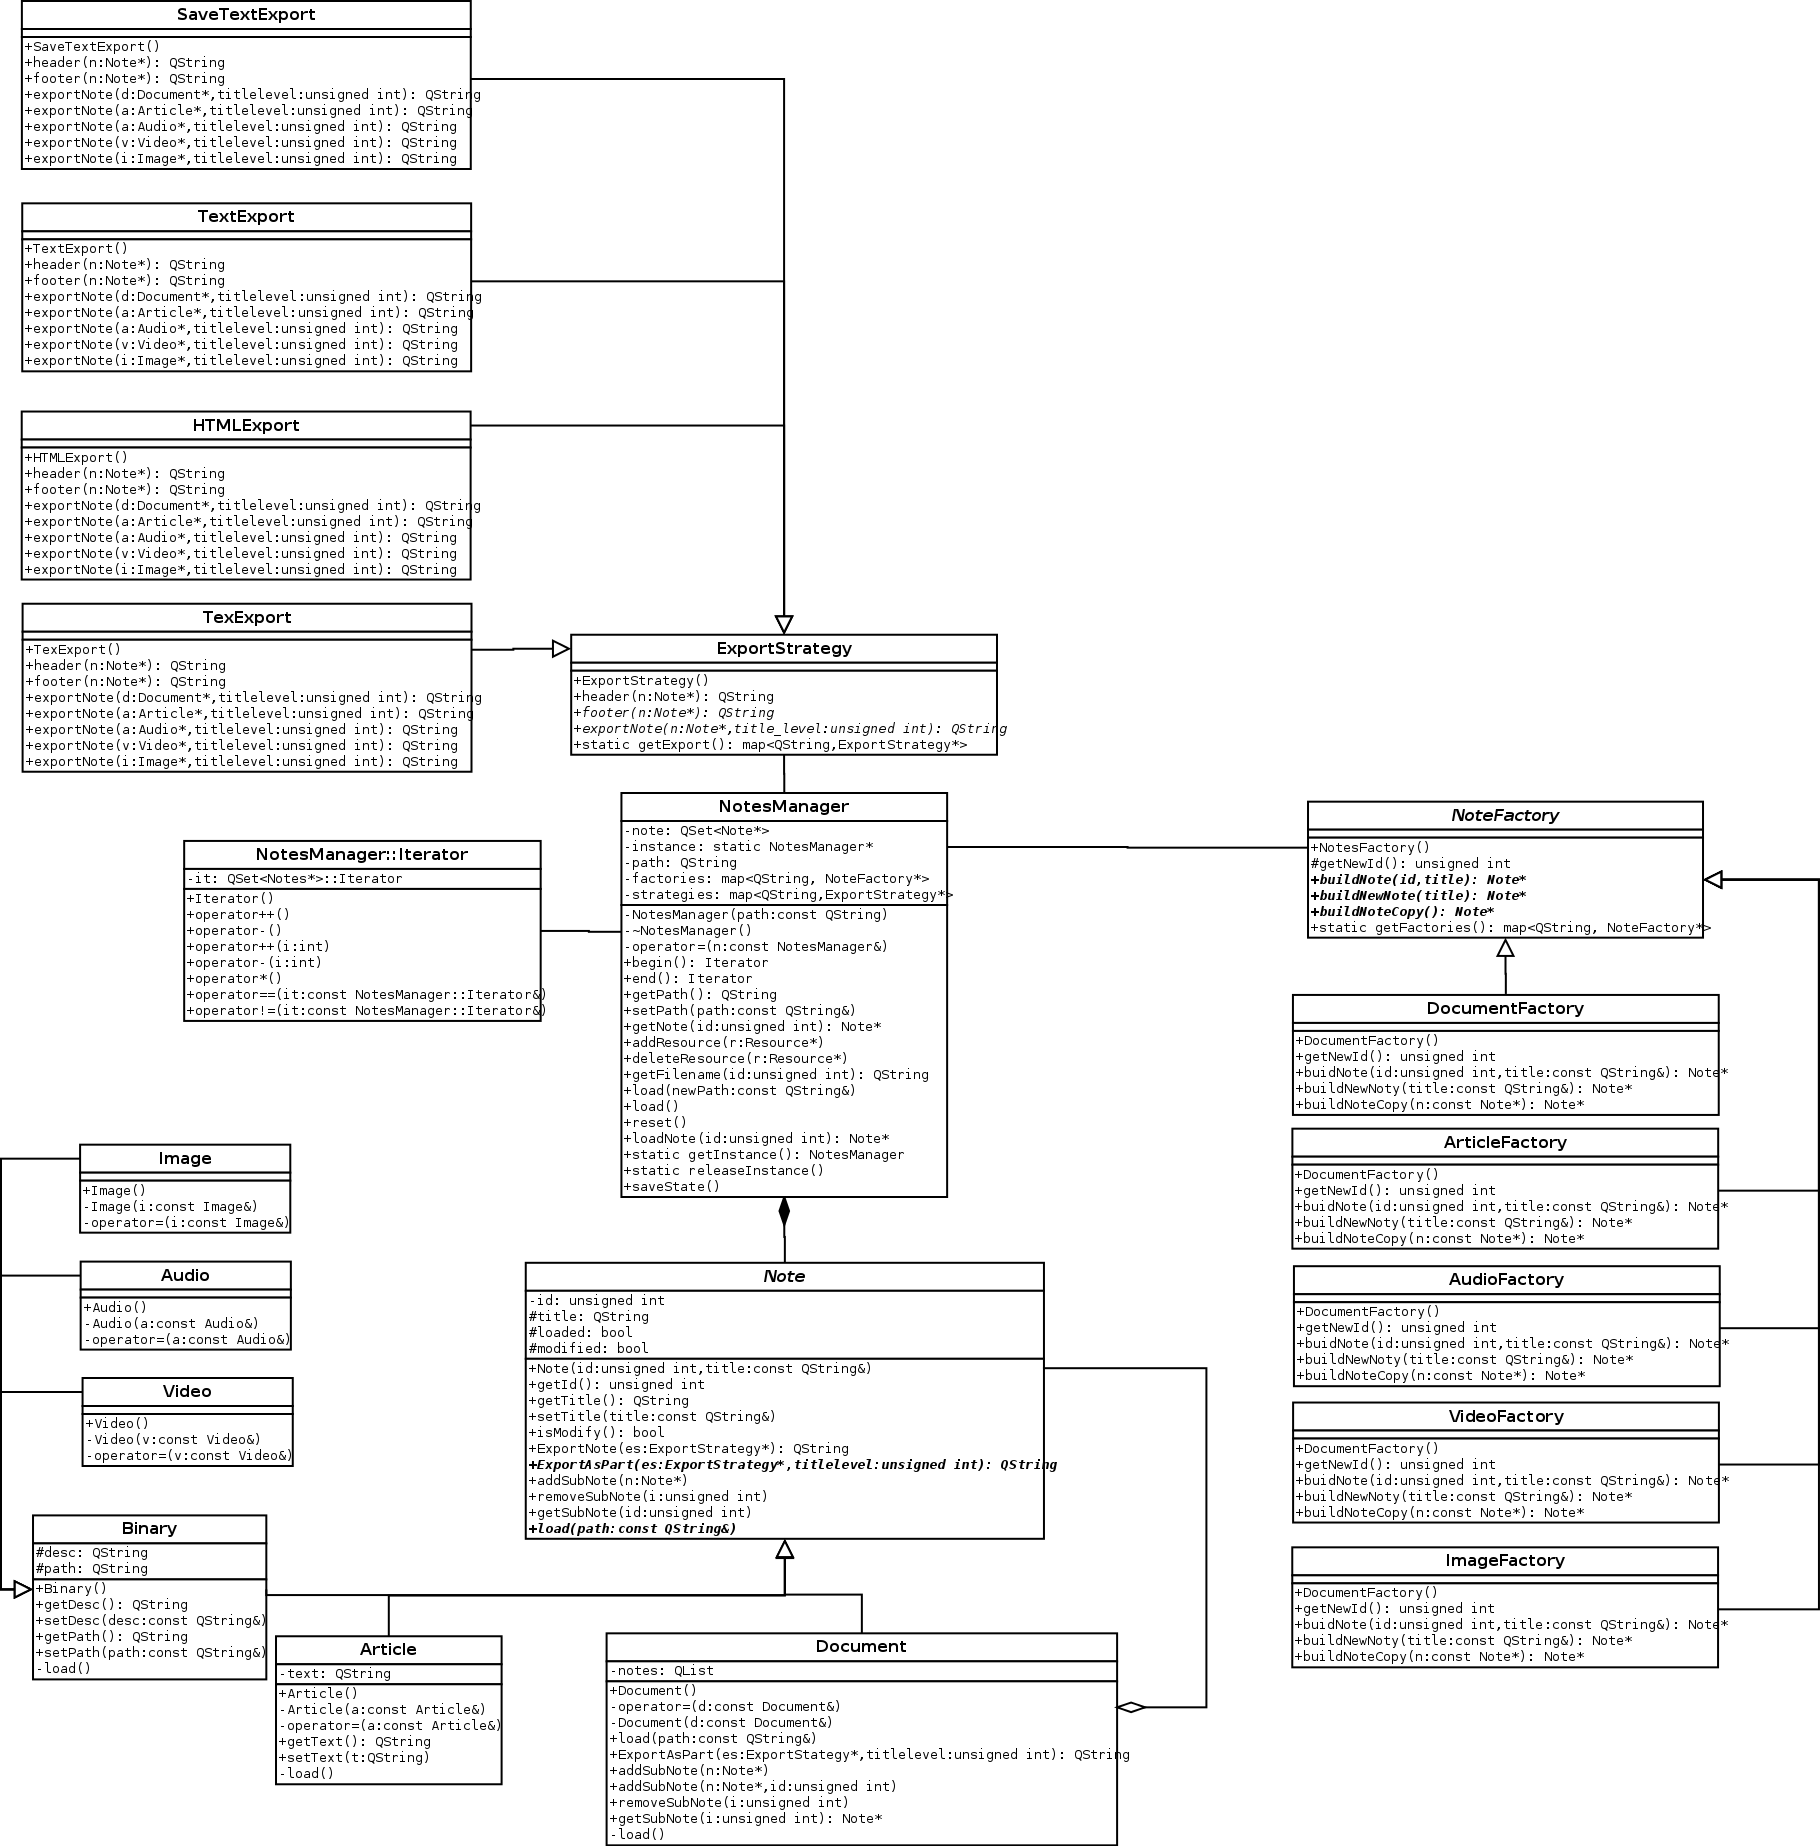 SaveTextExport
+SaveTextExport()
+header(n:Note*): QString
+footer(n:Note*): QString
+exportNote(d:Document*,titlelevel:unsigned int): QString
+exportNote(a:Article*,titlelevel:unsigned int): QString
+exportNote(a:Audio*,titlelevel:unsigned int): QString
+exportNote(v:Video*,titlelevel:unsigned int): QString
+exportNote(i:Image*,titlelevel:unsigned int): QString
TextExport
+TextExport()
+header(n:Note*): QString
+footer(n:Note*): QString
+exportNote(d:Document*,titlelevel:unsigned int): QString
+exportNote(a:Article*,titlelevel:unsigned int): QString
+exportNote(a:Audio*,titlelevel:unsigned int): QString
+exportNote(v:Video*,titlelevel:unsigned int): QString
+exportNote(i:Image*,titlelevel:unsigned int): QString
HTMLExport
+HTMLExport()
+header(n:Note*): QString
+footer(n:Note*): QString
+exportNote(d:Document*,titlelevel:unsigned int): QString
+exportNote(a:Article*,titlelevel:unsigned int): QString
+exportNote(a:Audio*,titlelevel:unsigned int): QString
+exportNote(v:Video*,titlelevel:unsigned int): QString
+exportNote(i:Image*,titlelevel:unsigned int): QString
TexExport
+TexExport()
+header(n:Note*): QString
+footer(n:Note*): QString
+exportNote(d:Document*,titlelevel:unsigned int): QString
+exportNote(a:Article*,titlelevel:unsigned int): QString
+exportNote(a:Audio*,titlelevel:unsigned int): QString
+exportNote(v:Video*,titlelevel:unsigned int): QString
+exportNote(i:Image*,titlelevel:unsigned int): QString
ExportStrategy
+ExportStrategy()
+header(n:Note*): QString
+footer(n:Note*): QString
+exportNote(n:Note*,title_level:unsigned int): QString
+static getExport(): map<QString,ExportStrategy*>
NotesManager
-note: QSet<Note*>
-instance: static NotesManager*
-path: QString
-factories: map<QString, NoteFactory*>
-strategies: map<QString,ExportStrategy*>
-NotesManager(path:const QString)
-~NotesManager()
-operator=(n:const NotesManager&)
+begin(): Iterator
+end(): Iterator
+getPath(): QString
+setPath(path:const QString&)
+getNote(id:unsigned int): Note*
+addResource(r:Resource*)
+deleteResource(r:Resource*)
+getFilename(id:unsigned int): QString
+load(newPath:const QString&)
+load()
+reset()
+loadNote(id:unsigned int): Note*
+static getInstance(): NotesManager
+static releaseInstance()
+saveState()
NotesManager::Iterator
-it: QSet<Notes*>::Iterator
+Iterator()
+operator++()
+operator-()
+operator++(i:int)
+operator-(i:int)
+operator*()
+operator==(it:const NotesManager::Iterator&)
+operator!=(it:const NotesManager::Iterator&)
NoteFactory
+NotesFactory()
#getNewId(): unsigned int
+buildNote(id,title): Note*
+buildNewNote(title): Note*
+buildNoteCopy(): Note*
+static getFactories(): map<QString, NoteFactory*>
DocumentFactory
+DocumentFactory()
+getNewId(): unsigned int
+buidNote(id:unsigned int,title:const QString&): Note*
+buildNewNoty(title:const QString&): Note*
+buildNoteCopy(n:const Note*): Note*
ArticleFactory
+DocumentFactory()
+getNewId(): unsigned int
+buidNote(id:unsigned int,title:const QString&): Note*
+buildNewNoty(title:const QString&): Note*
+buildNoteCopy(n:const Note*): Note*
AudioFactory
+DocumentFactory()
+getNewId(): unsigned int
+buidNote(id:unsigned int,title:const QString&): Note*
+buildNewNoty(title:const QString&): Note*
+buildNoteCopy(n:const Note*): Note*
VideoFactory
+DocumentFactory()
+getNewId(): unsigned int
+buidNote(id:unsigned int,title:const QString&): Note*
+buildNewNoty(title:const QString&): Note*
+buildNoteCopy(n:const Note*): Note*
ImageFactory
+DocumentFactory()
+getNewId(): unsigned int
+buidNote(id:unsigned int,title:const QString&): Note*
+buildNewNoty(title:const QString&): Note*
+buildNoteCopy(n:const Note*): Note*
Image
+Image()
-Image(i:const Image&)
-operator=(i:const Image&)
Audio
+Audio()
-Audio(a:const Audio&)
-operator=(a:const Audio&)
Video
+Video()
-Video(v:const Video&)
-operator=(v:const Video&)
Binary
#desc: QString
#path: QString
+Binary()
+getDesc(): QString
+setDesc(desc:const QString&)
+getPath(): QString
+setPath(path:const QString&)
-load()
Note
-id: unsigned int
#title: QString
#loaded: bool
#modified: bool
+Note(id:unsigned int,title:const QString&)
+getId(): unsigned int
+getTitle(): QString
+setTitle(title:const QString&)
+isModify(): bool
+ExportNote(es:ExportStrategy*): QString
+ExportAsPart(es:ExportStrategy*,titlelevel:unsigned int): QString
+addSubNote(n:Note*)
+removeSubNote(i:unsigned int)
+getSubNote(id:unsigned int)
+load(path:const QString&)
Article
-text: QString
+Article()
-Article(a:const Article&)
-operator=(a:const Article&)
+getText(): QString
+setText(t:QString)
-load()
Document
-notes: QList
+Document()
-operator=(d:const Document&)
-Document(d:const Document&)
+load(path:const QString&)
+ExportAsPart(es:ExportStategy*,titlelevel:unsigned int): QString
+addSubNote(n:Note*)
+addSubNote(n:Note*,id:unsigned int)
+removeSubNote(i:unsigned int)
+getSubNote(i:unsigned int): Note*
-load()